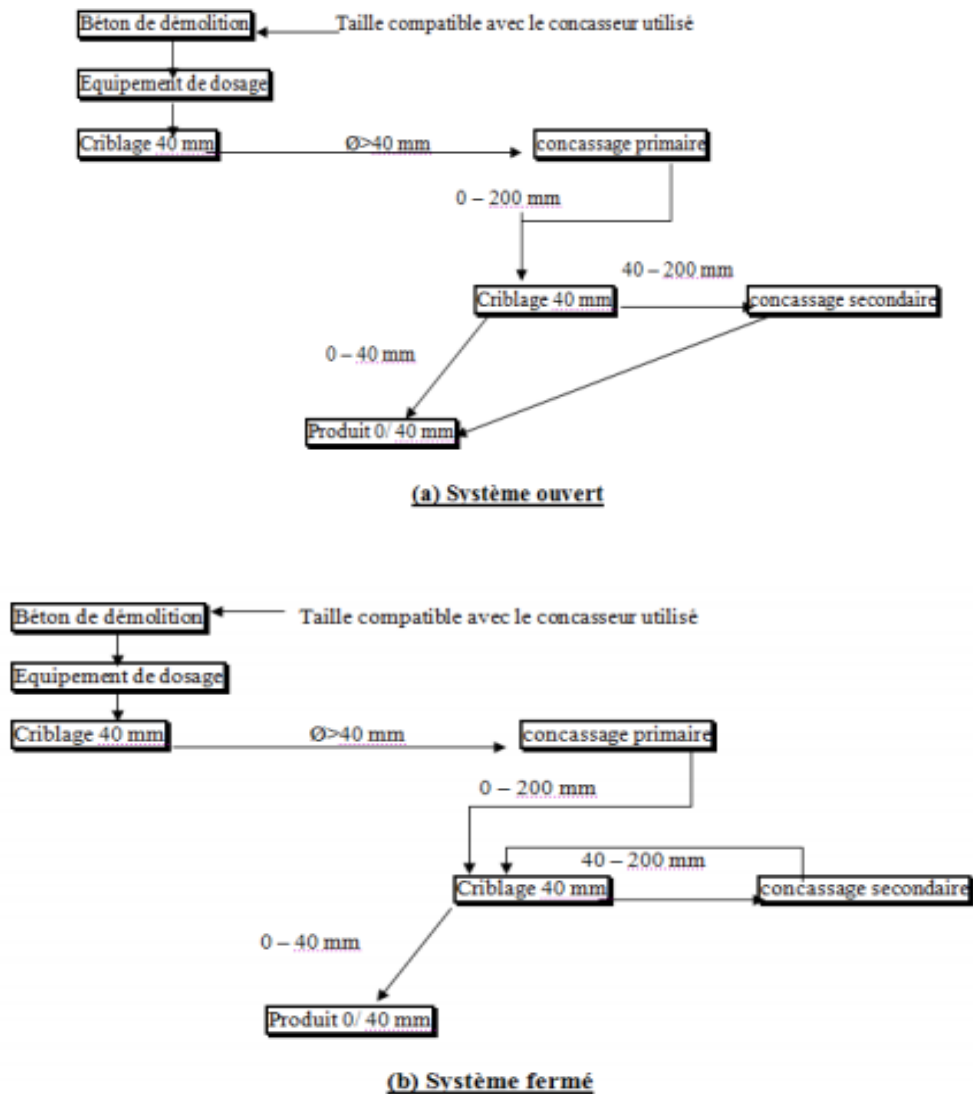 Béton de démolition
Taille compatible avec le concasseur utilisé
Equipement de dosage
Criblage 40 mm
Ø>40 mm
concassage primaire
0 – 200 mm
40 – 200 mm
Criblage 40 mm
concassage secondaire
0 – 40 mm
Produit 0/ 40 mm
(a) Système ouvert
Béton de démolition
Taille compatible avec le concasseur utilisé
Equipement de dosage
Criblage 40 mm
Ø>40 mm
concassage primaire
0 – 200 mm
40 – 200 mm
Criblage 40 mm
concassage secondaire
0 – 40 mm
Produit 0/ 40 mm
(b) Système fermé